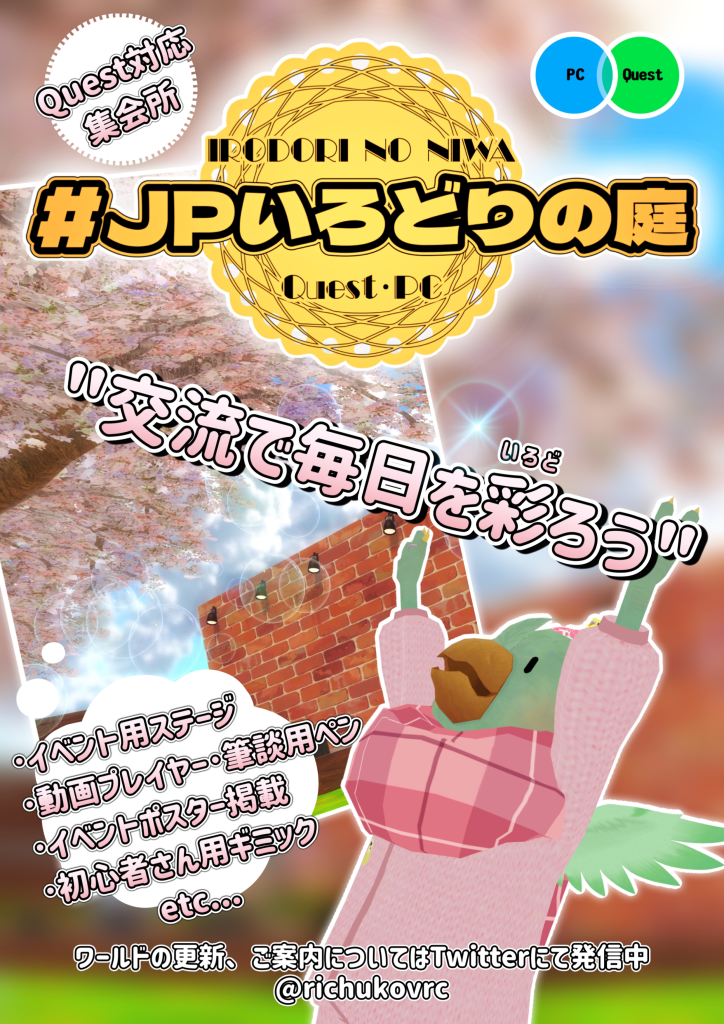 Quest対応
集会所
PC
Quest
IRODORI NO NIWA
#JPいろどりの庭
Quest・PC
いろど
"交流で毎日を彩ろう"
・イベント用ステージ
・動画プレイヤー・筆談用ペン
・イベントポスター掲載
・初心者さん用ギミック
etc...
ワールドの更新、ご案内についてはTwitterにて発信中
@richukovrc